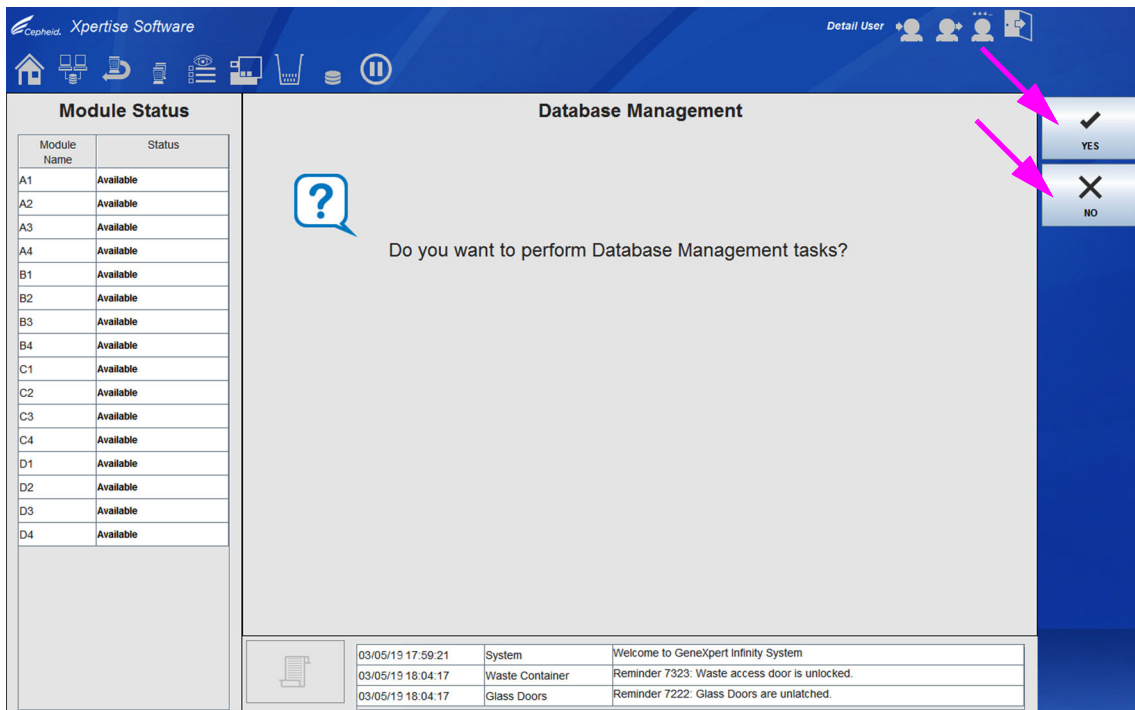 Cepheid. Xpertise Software
Detail User
Module Status
Database Management
YES
NO
Module Name Status
A1 Available
A2 Available
A3 Available
A4 Available
B1 Available
B2 Available
B3 Available
B4 Available
C1 Available
C2 Available
C3 Available
C4 Available
D1 Available
D2 Available
D3 Available
D4 Available
?
Do you want to perform Database Management tasks?
03/05/19 17:59:21 System Welcome to GeneXpert Infinity System
03/05/19 18:04:17 Waste Container Reminder 7323: Waste access door is unlocked.
03/05/19 18:04:17 Glass Doors Reminder 7222: Glass Doors are unlatched.